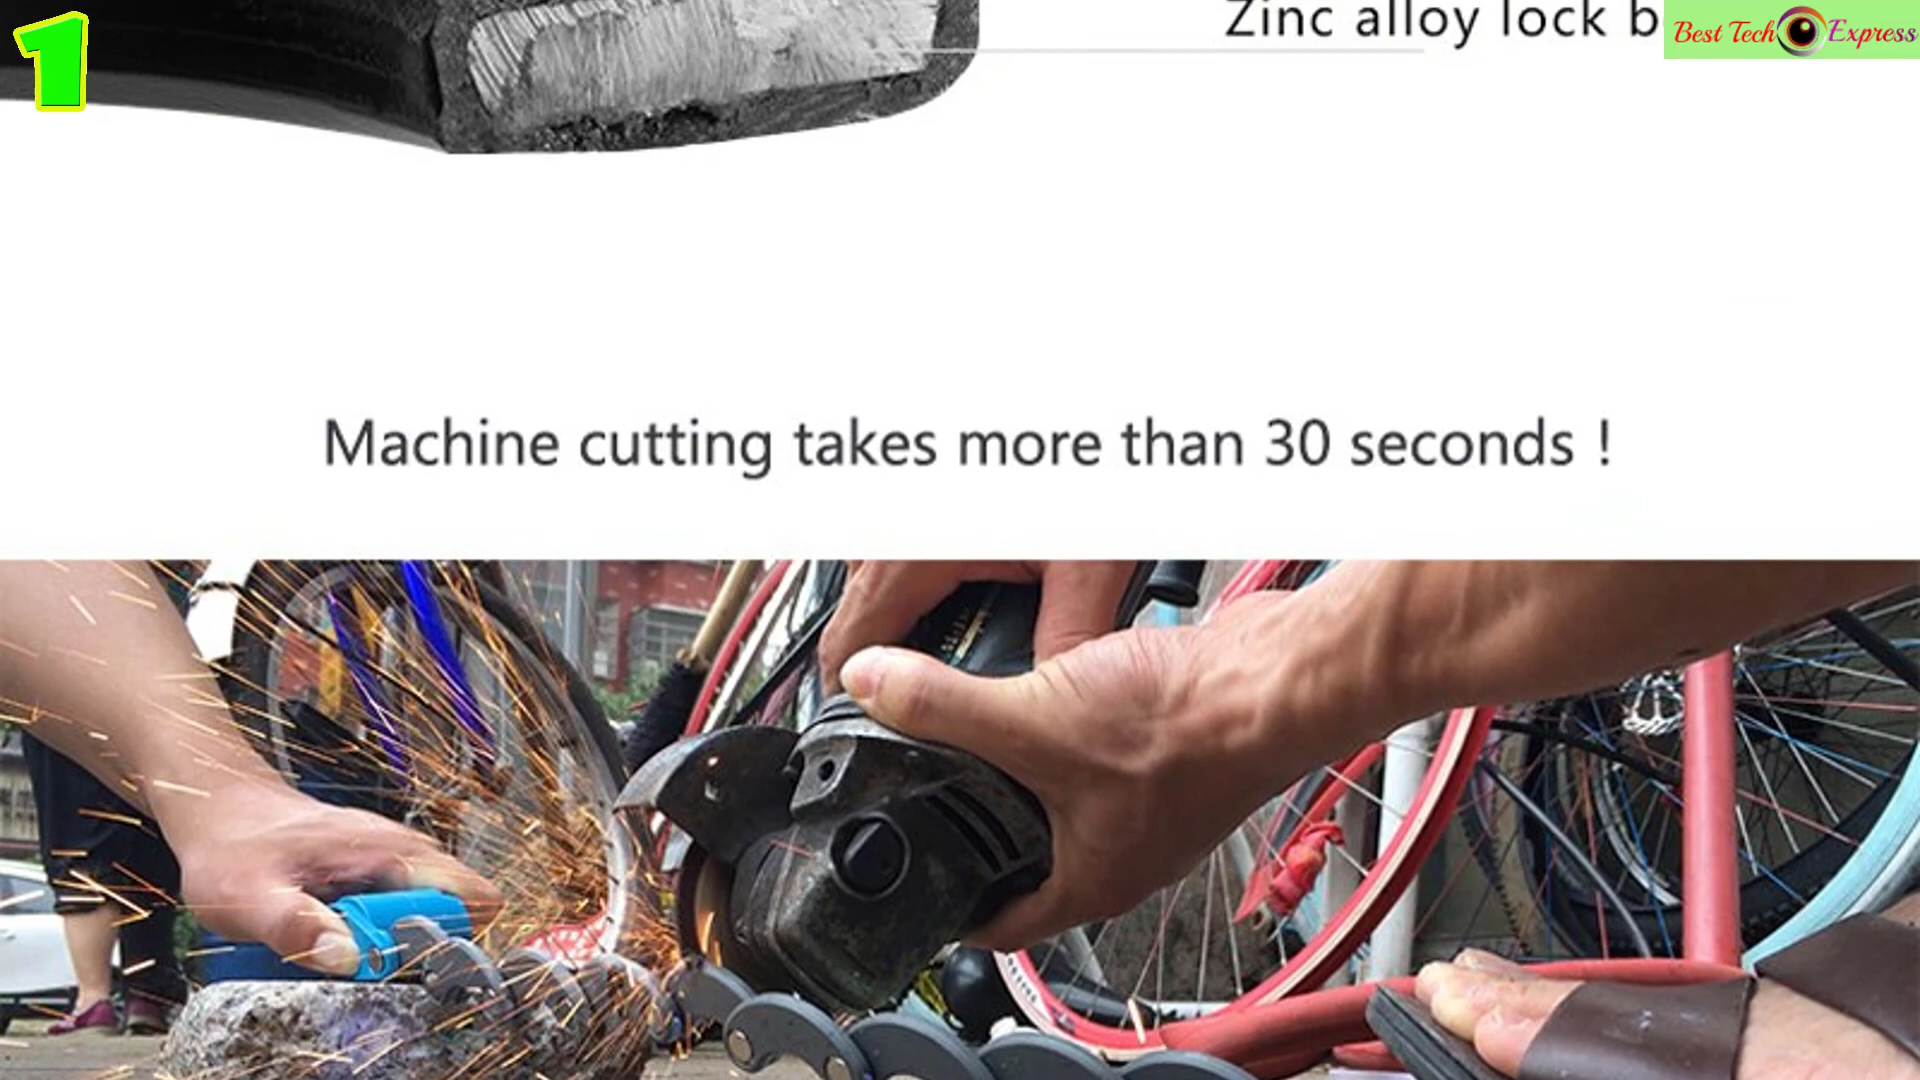 1
Zinc alloy lock b
Best Tech Express
Machine cutting takes more than 30 seconds !